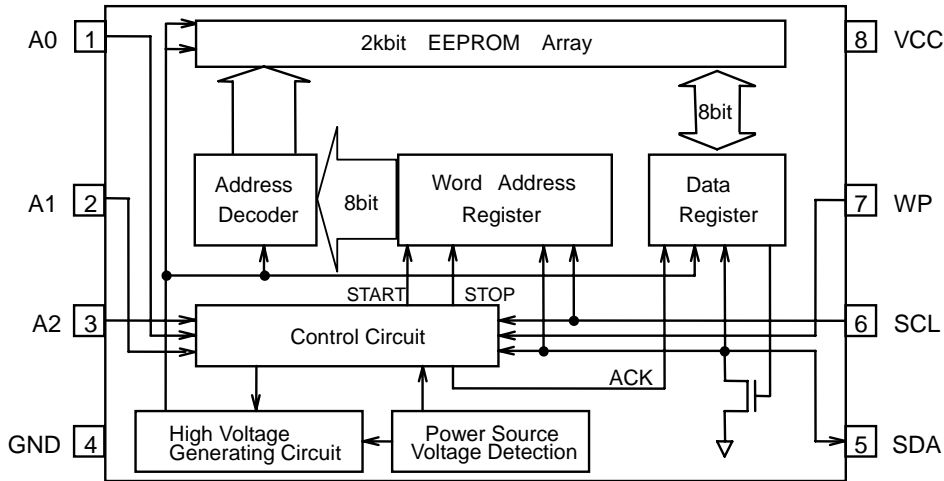 A0 1
2kbit EEPROM Array
8 VCC
8bit
A1 2
Address
Decoder
8bit
Word Address
Register
Data
Register
7 WP
START STOP
A2 3
Control Circuit
6 SCL
ACK
GND 4
High Voltage
Generating Circuit
Power Source
Voltage Detection
5 SDA